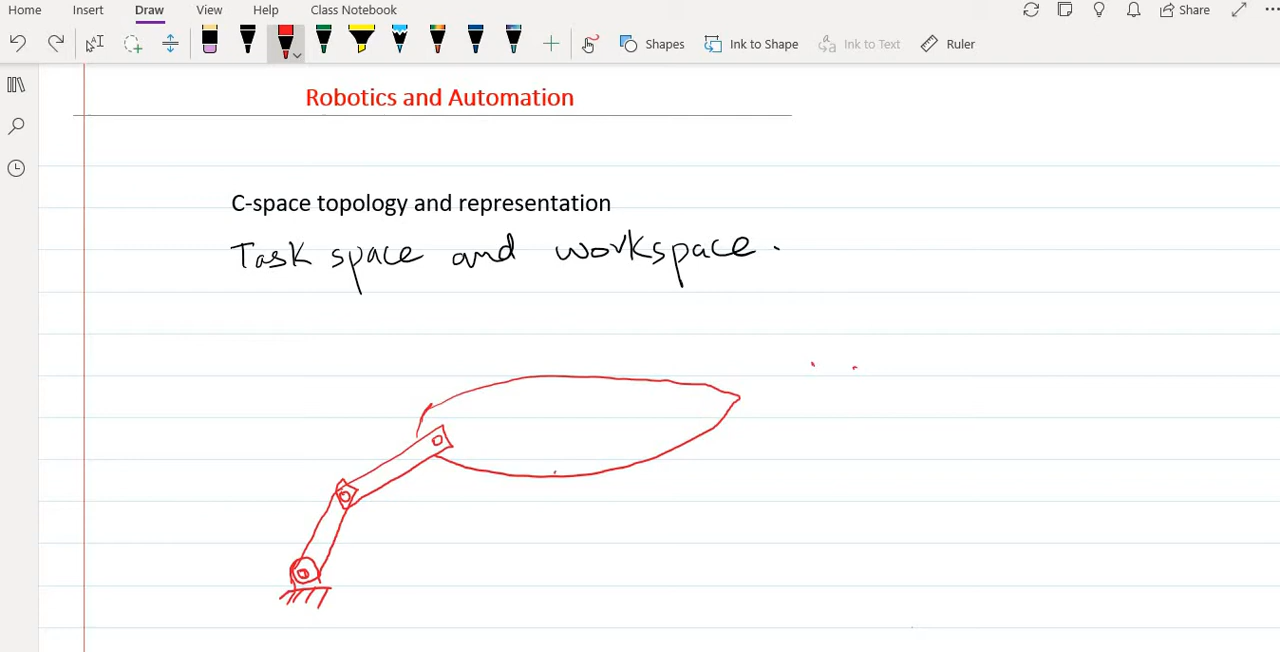 Home Insert Draw View Help Class Notebook Share
Shapes Ink to Shape Ink to Text Ruler
Robotics and Automation
C-space topology and representation
Task space and workspace.